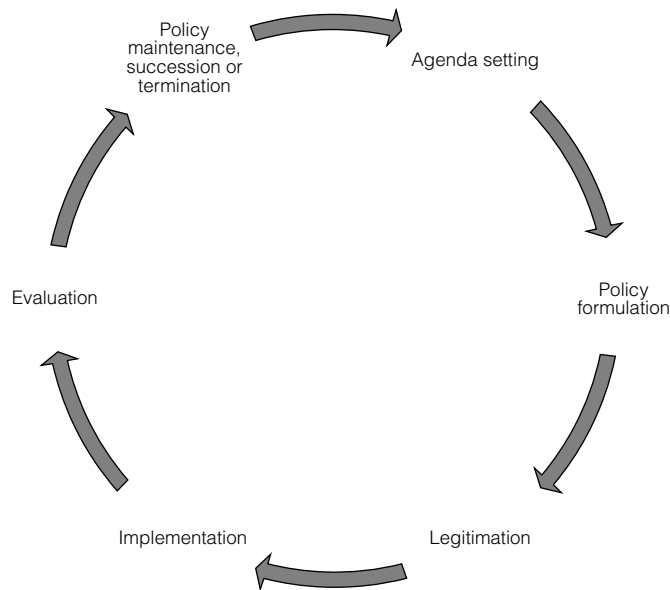 Policy
maintenance,
succession or
termination
Agenda setting
Policy
formulation
Legitimation
Implementation
Evaluation